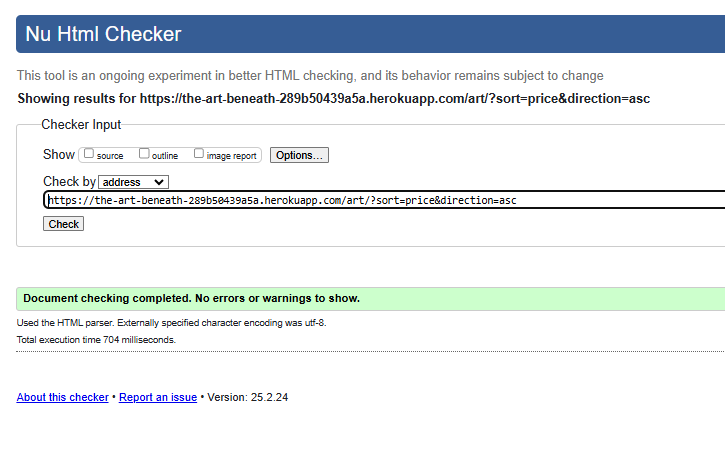 Nu Html Checker
This tool is an ongoing experiment in better HTML checking, and its behavior remains subject to change
Showing results for https://the-art-beneath-289b50439a5a.herokuapp.com/art/?sort=price&direction=asc
Checker Input
Show source outline image report Options...
Check by address
https://the-art-beneath-289b50439a5a.herokuapp.com/art/?sort=price&direction=asc
Check
Document checking completed. No errors or warnings to show.
Used the HTML parser. Externally specified character encoding was utf-8.
Total execution time 704 milliseconds.
About this checker • Report an issue • Version: 25.2.24